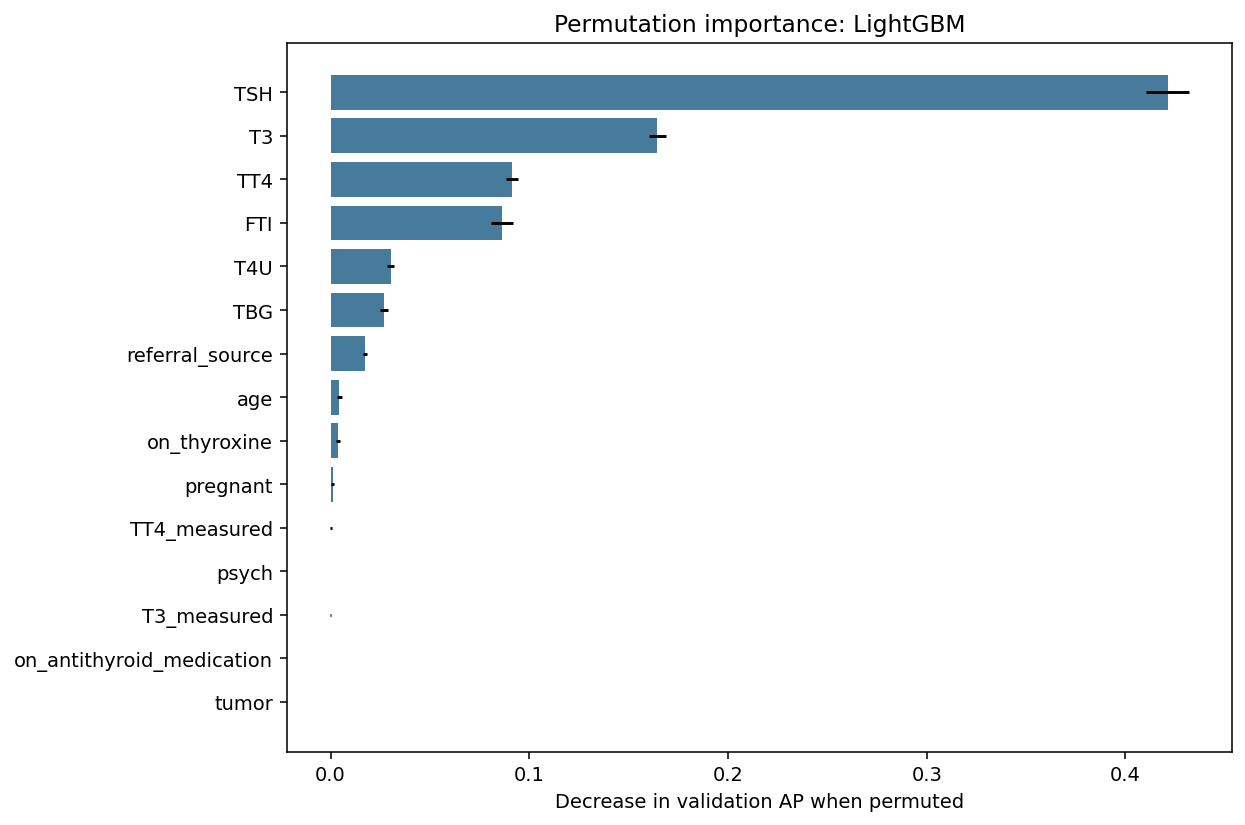 Permutation importance: LightGBM
TSH
T3
TT4
FTI
T4U
TBG
referral_source
age
on_thyroxine
pregnant
TT4_measured
psych
T3_measured
on_antithyroid_medication
tumor
0.0 0.1 0.2 0.3 0.4
Decrease in validation AP when permuted